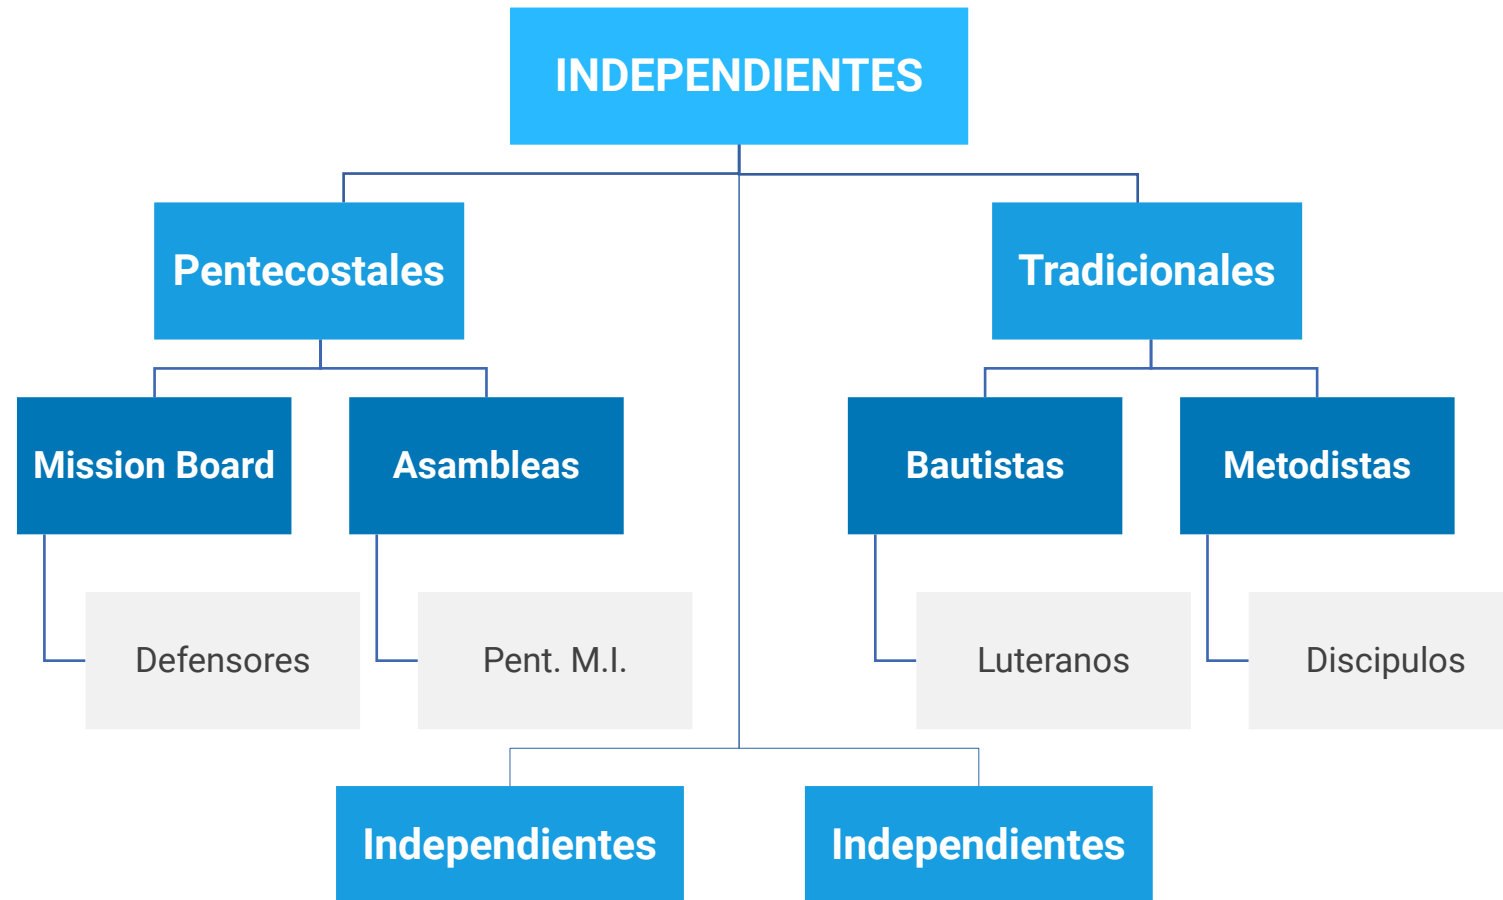 INDEPENDIENTES
Pentecostales
Tradicionales
Mission Board
Asambleas
Bautistas
Metodistas
Defensores
Pent. M.I.
Luteranos
Discipulos
Independientes
Independientes